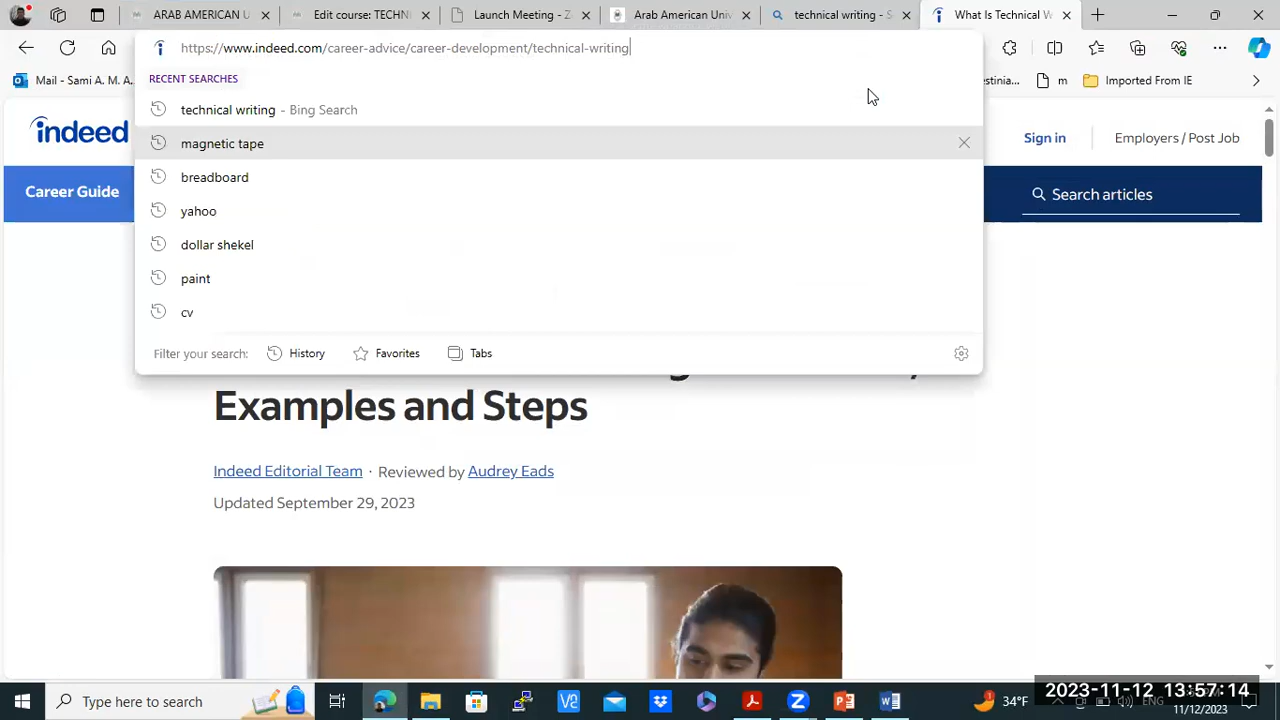 ARAB AMERICAN U
Edit course: TECHN
Launch Meeting - Z
Arab American Univ
technical writing - S
What Is Technical W
https://www.indeed.com/career-advice/career-development/technical-writing
Mail - Sami A. M.
m
Imported From IE
RECENT SEARCHES
technical writing - Bing Search
magnetic tape
breadboard
yahoo
dollar shekel
paint
cv
Filter your search:
History
Favorites
Tabs
indeed
Sign in
Employers / Post Job
Career Guide
Search articles
Examples and Steps
Indeed Editorial Team · Reviewed by Audrey Eads
Updated September 29, 2023
Type here to search
34°F
ENG
2023-11-12 13:57:14
11/12/2023